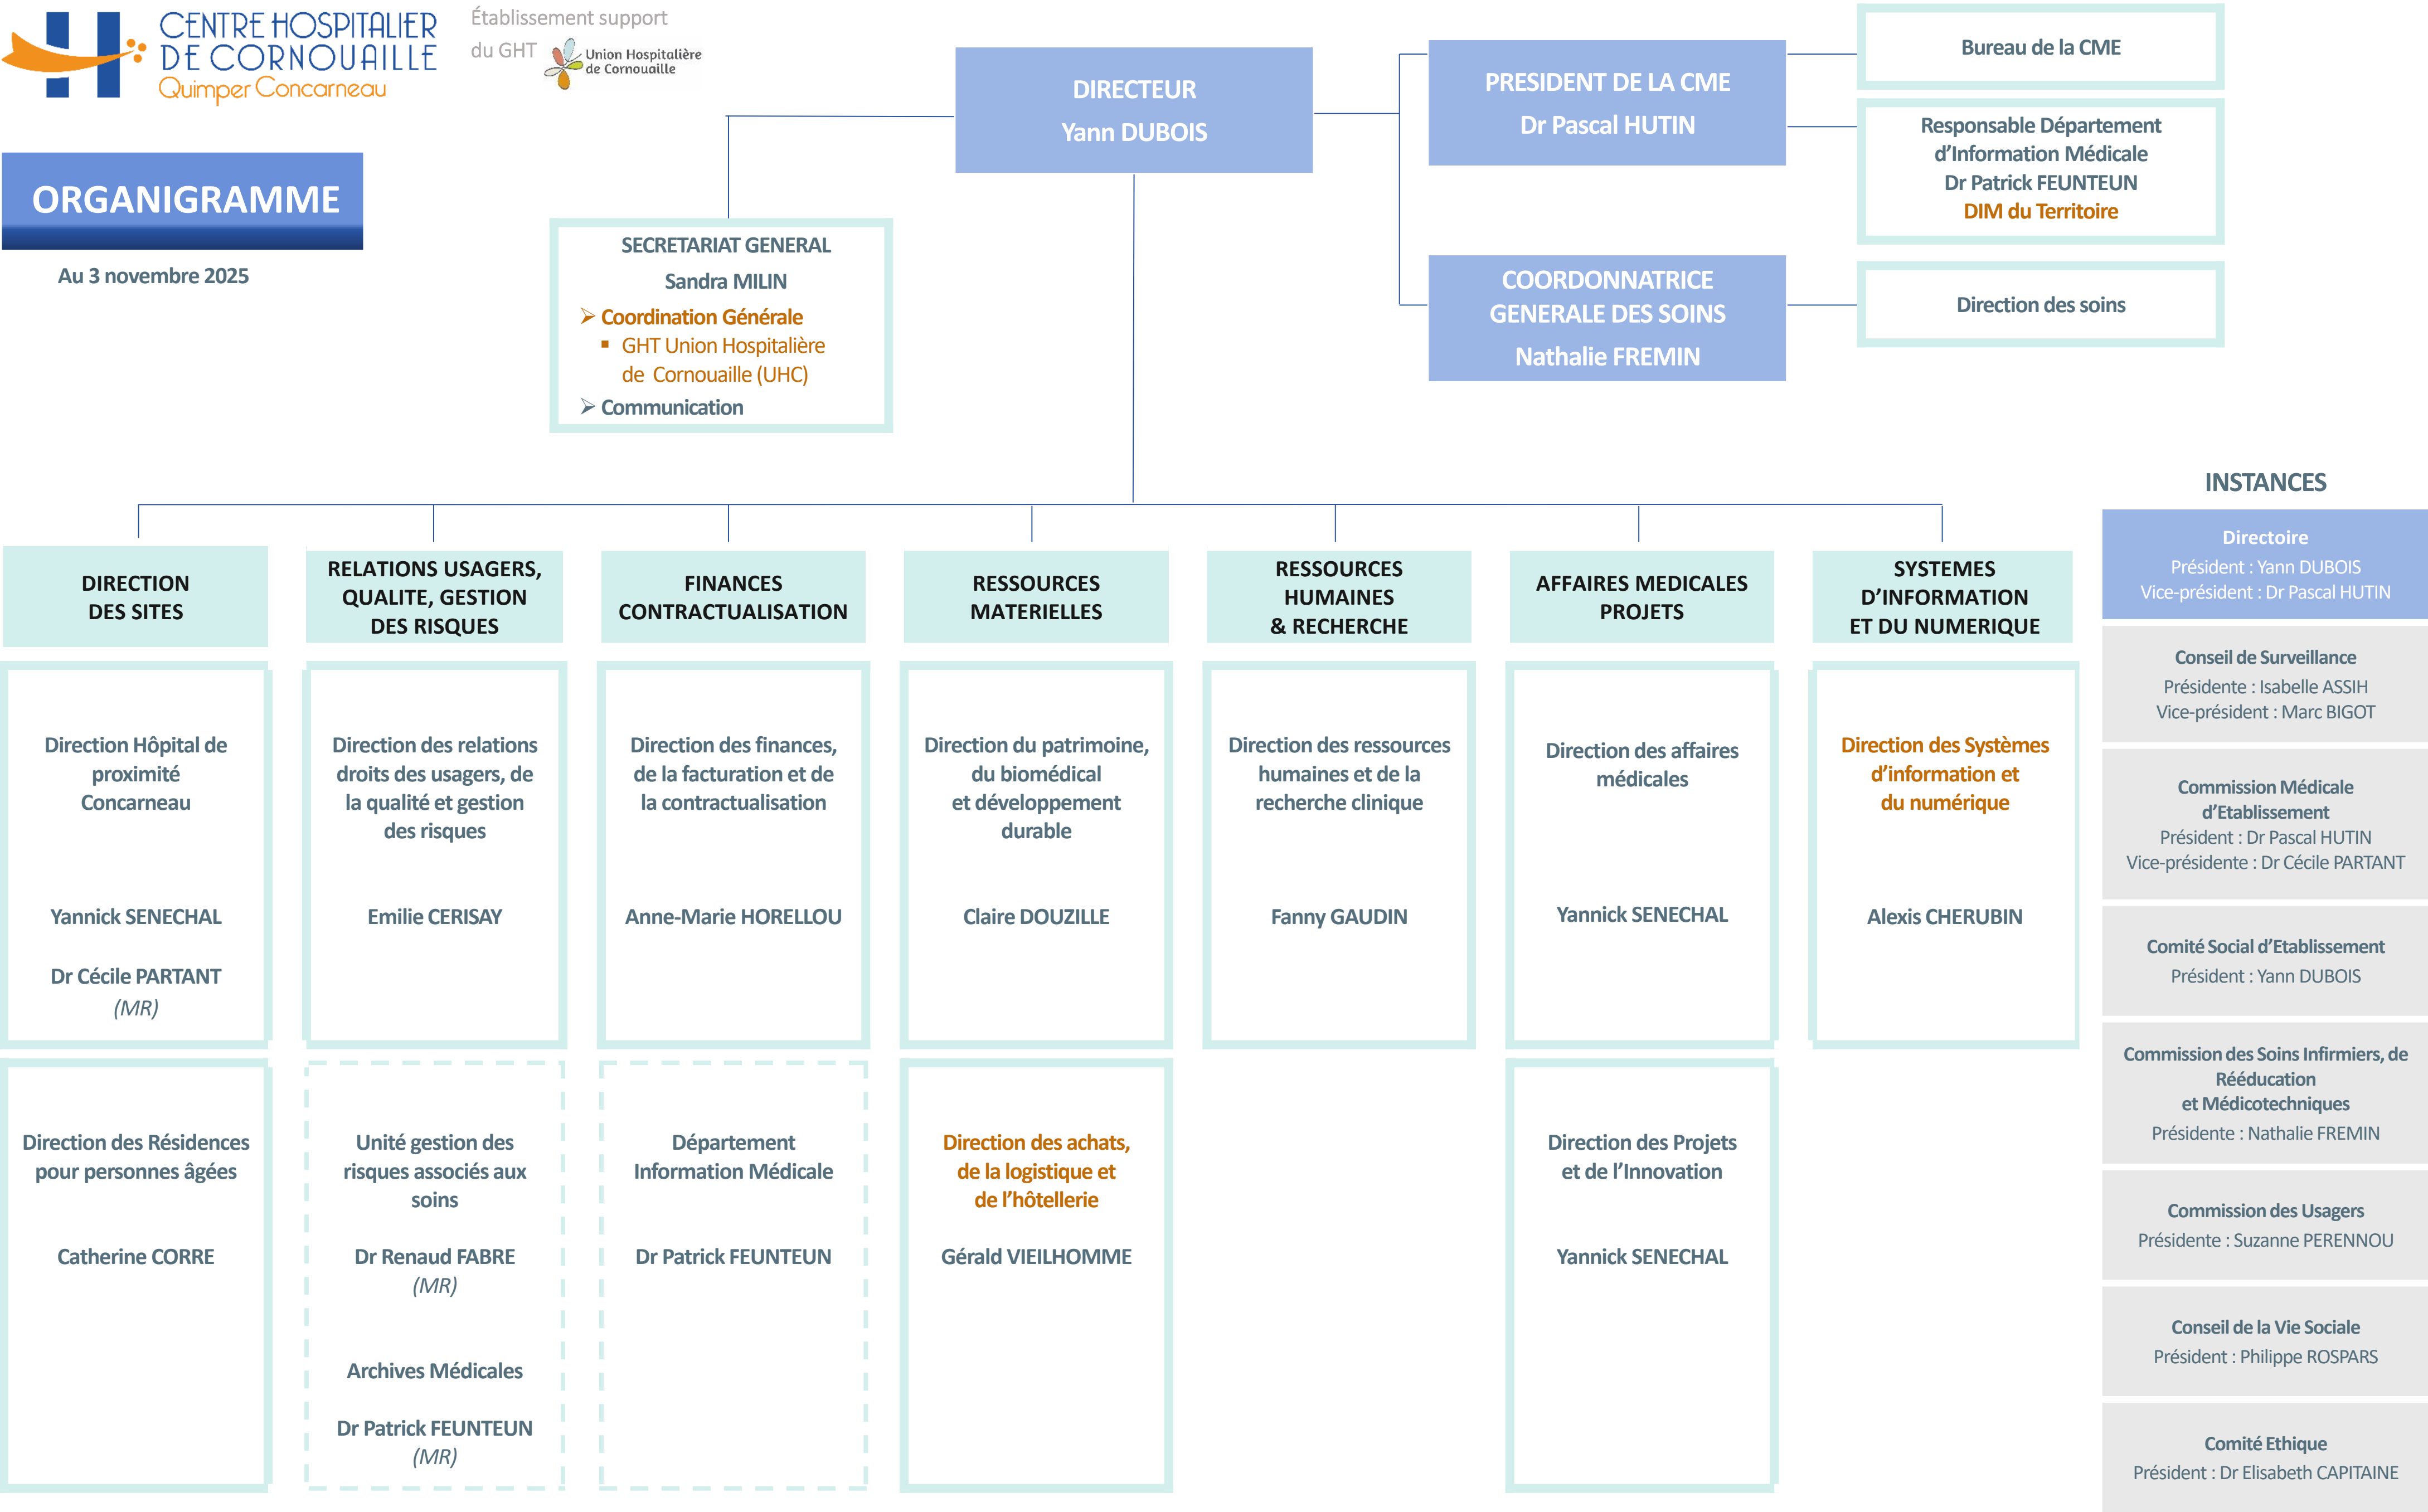 CENTRE HOSPITALIER
DE CORNOUAILLE
Quimper Concarneau
Établissement support
du GHT
Union Hospitalière
de Cornouaille
ORGANIGRAMME
Au 3 novembre 2025
DIRECTEUR
Yann DUBOIS
PRESIDENT DE LA CME
Dr Pascal HUTIN
Bureau de la CME
Responsable Département
d’Information Médicale
Dr Patrick FEUNTEUN
DIM du Territoire
COORDONNATRICE
GENERALE DES SOINS
Nathalie FREMIN
Direction des soins
SECRETARIAT GENERAL
Sandra MILIN
➢ Coordination Générale
▪ GHT Union Hospitalière
de Cornouaille (UHC)
➢ Communication
DIRECTION
DES SITES
Direction Hôpital de
proximité
Concarneau
Yannick SENECHAL
Dr Cécile PARTANT
(MR)
Direction des Résidences
pour personnes âgées
Catherine CORRE
RELATIONS USAGERS,
QUALITE, GESTION
DES RISQUES
Direction des relations
droits des usagers, de
la qualité et gestion
des risques
Emilie CERISAY
Unité gestion des
risques associés aux
soins
Dr Renaud FABRE
(MR)
Archives Médicales
Dr Patrick FEUNTEUN
(MR)
FINANCES
CONTRACTUALISATION
Direction des finances,
de la facturation et de
la contractualisation
Anne-Marie HORELLOU
Département
Information Médicale
Dr Patrick FEUNTEUN
RESSOURCES
MATERIELLES
Direction du patrimoine,
du biomédical
et développement
durable
Claire DOUZILLE
Direction des achats,
de la logistique et
de l’hôtellerie
Gérald VIEILHOMME
RESSOURCES
HUMAINES
& RECHERCHE
Direction des ressources
humaines et de la
recherche clinique
Fanny GAUDIN
AFFAIRES MEDICALES
PROJETS
Direction des affaires
médicales
Yannick SENECHAL
Direction des Projets
et de l’Innovation
Yannick SENECHAL
SYSTEMES
D’INFORMATION
ET DU NUMERIQUE
Direction des Systèmes
d’information et
du numérique
Alexis CHERUBIN
INSTANCES
Directoire
Président : Yann DUBOIS
Vice-président : Dr Pascal HUTIN
Conseil de Surveillance
Présidente : Isabelle ASSIH
Vice-président : Marc BIGOT
Commission Médicale
d’Etablissement
Président : Dr Pascal HUTIN
Vice-présidente : Dr Cécile PARTANT
Comité Social d’Etablissement
Président : Yann DUBOIS
Commission des Soins Infirmiers, de
Rééducation
et Médicotechniques
Présidente : Nathalie FREMIN
Commission des Usagers
Présidente : Suzanne PERENNOU
Conseil de la Vie Sociale
Président : Philippe ROSPARS
Comité Ethique
Président : Dr Elisabeth CAPITAINE